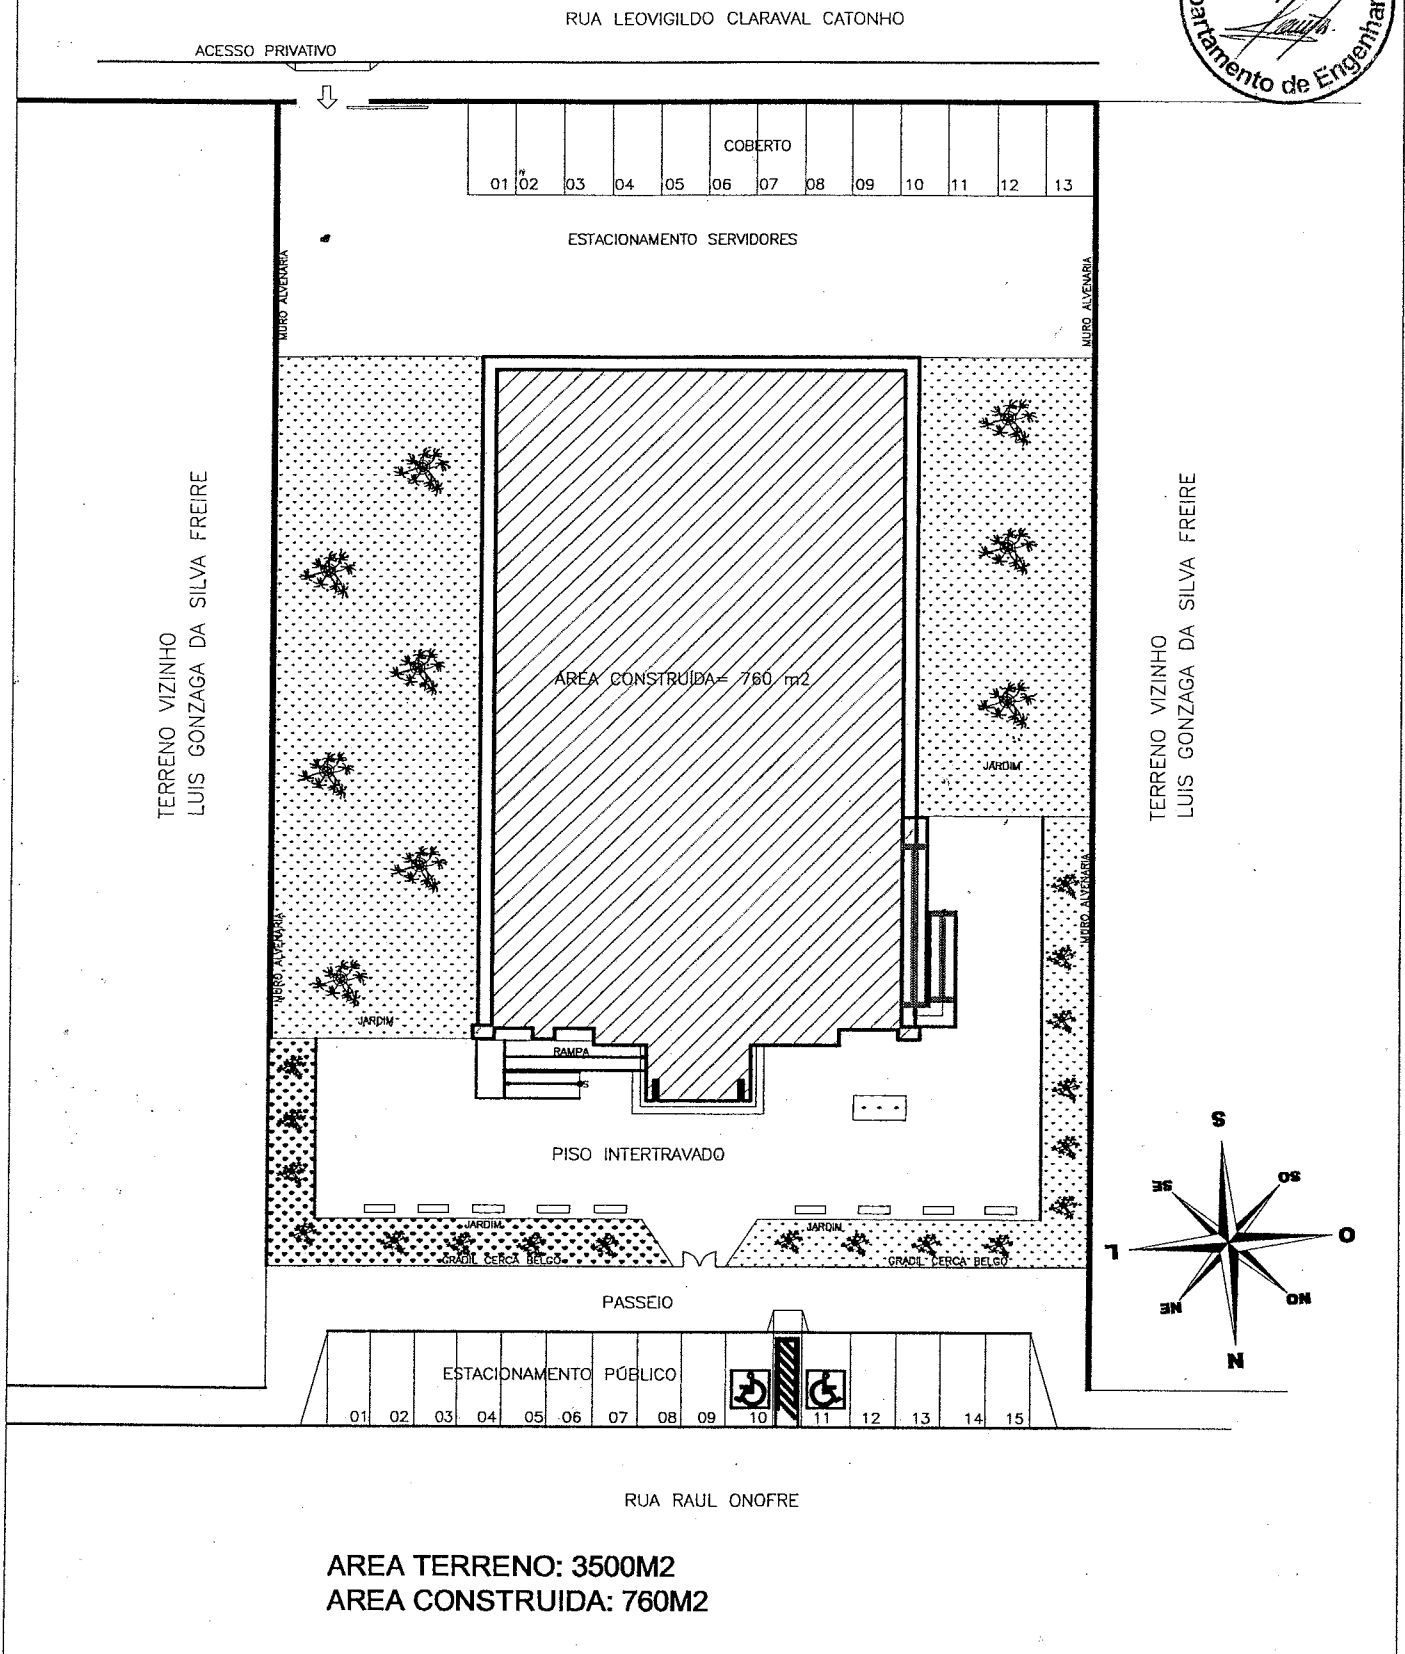 RUA LEOVIGILDO CLARAVAL CATONHO
partamento de Engenhar
ACESSO PRIVATIVO
COBERTO
01 02 03 04 05 06 07 08 09 10 11 12 13
ESTACIONAMENTO SERVIDORES
MURO ALVENARIA
MURO ALVENARIA
TERRENO VIZINHO
LUIS GONZAGA DA SILVA FREIRE
TERRENO VIZINHO
LUIS GONZAGA DA SILVA FREIRE
AREA CONSTRUÍDA= 760 m2
JARDIM
MURO ALVENARIA
MURO ALVENARIA
JARDIM
RAMPA
S
PISO INTERTRAVADO
JARDIM
JARDIM
GRADIL CERCA BELGO
GRADIL CERCA BELGO
S
SE
SO
L
O
NE
NO
N
PASSEIO
ESTACIONAMENTO PÚBLICO
01 02 03 04 05 06 07 08 09 10 11 12 13 14 15
RUA RAUL ONOFRE
AREA TERRENO: 3500M2
AREA CONSTRUIDA: 760M2